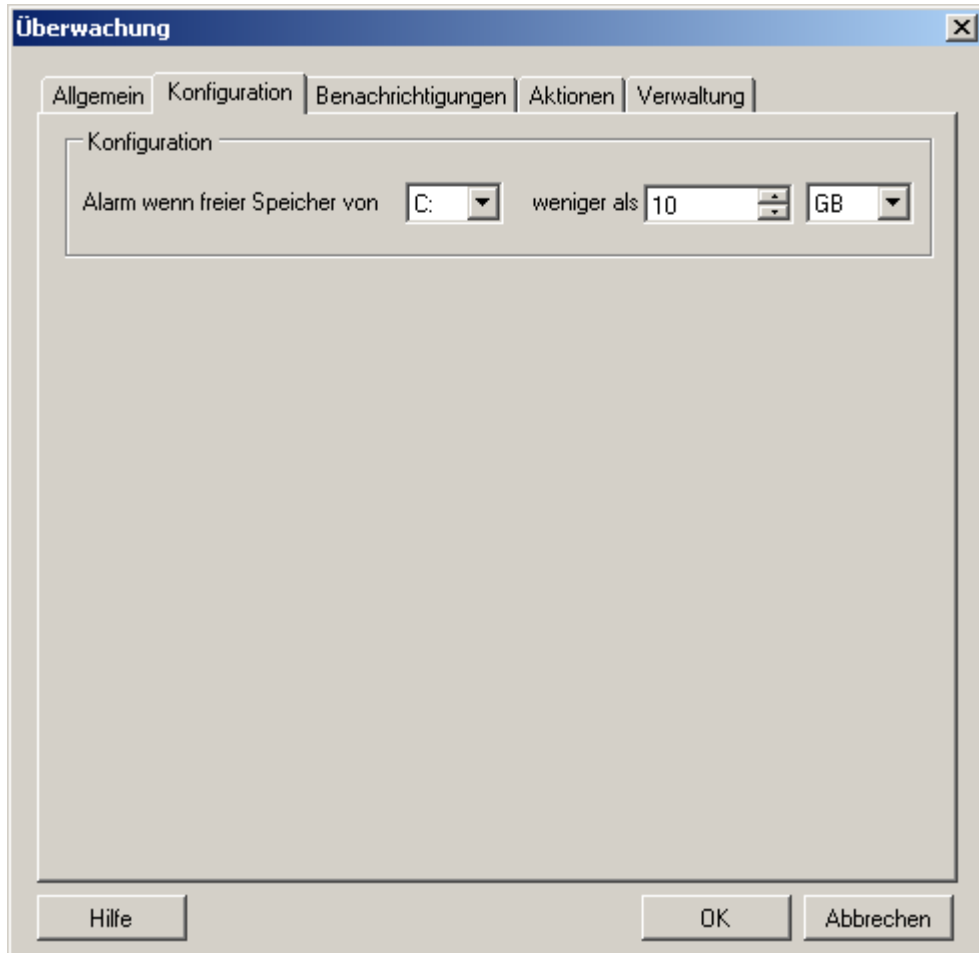 Überwachung
Allgemein Konfiguration Benachrichtigungen Aktionen Verwaltung
Konfiguration
Alarm wenn freier Speicher von C: weniger als 10 GB
Hilfe OK Abbrechen